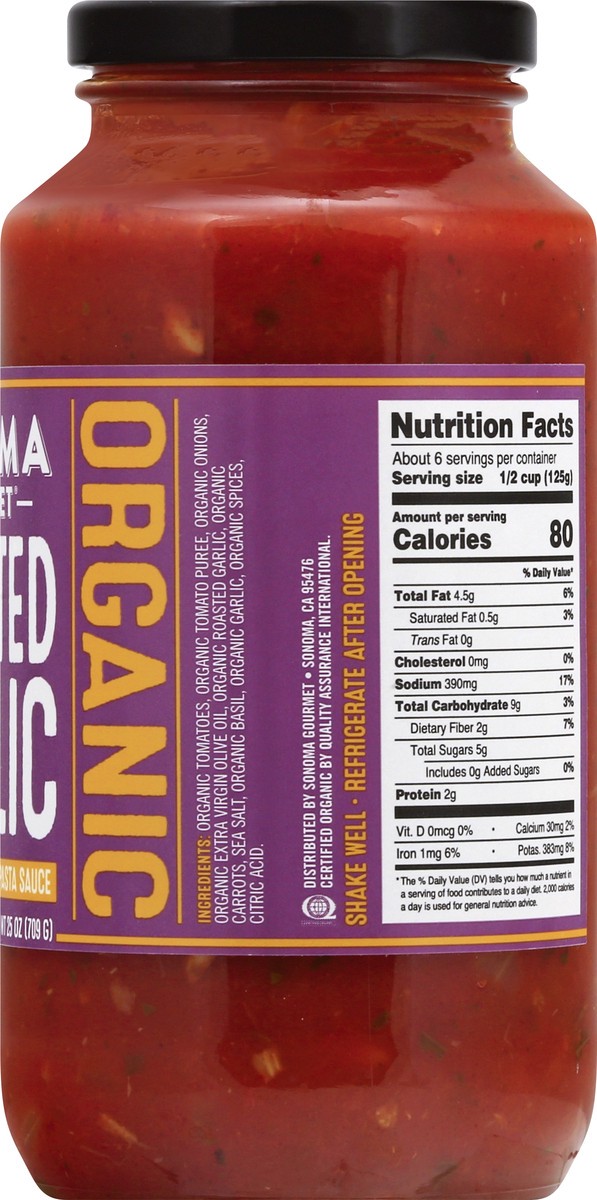 MA
ET®
TED
LIC
PASTA SAUCE
WT 25 OZ (709 G)
ORGANIC
INGREDIENTS: ORGANIC TOMATOES, ORGANIC TOMATO PUREE, ORGANIC ONIONS,
ORGANIC EXTRA VIRGIN OLIVE OIL, ORGANIC ROASTED GARLIC, ORGANIC
CARROTS, SEA SALT, ORGANIC BASIL, ORGANIC GARLIC, ORGANIC SPICES,
CITRIC ACID.
DISTRIBUTED BY SONOMA GOURMET • SONOMA, CA 95476
CERTIFIED ORGANIC BY QUALITY ASSURANCE INTERNATIONAL.
SHAKE WELL • REFRIGERATE AFTER OPENING
Nutrition Facts
About 6 servings per container
Serving size 1/2 cup (125g)
Amount per serving
Calories 80
% Daily Value*
Total Fat 4.5g 6%
Saturated Fat 0.5g 3%
Trans Fat 0g
Cholesterol 0mg 0%
Sodium 390mg 17%
Total Carbohydrate 9g 3%
Dietary Fiber 2g 7%
Total Sugars 5g
Includes 0g Added Sugars 0%
Protein 2g
Vit. D 0mcg 0% • Calcium 30mg 2%
Iron 1mg 6% • Potas. 383mg 8%
*The % Daily Value (DV) tells you how much a nutrient in
a serving of food contributes to a daily diet. 2,000 calories
a day is used for general nutrition advice.